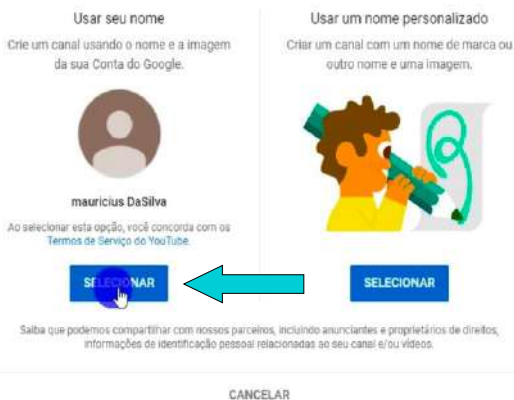 Usar seu nome
Crie um canal usando o nome e a imagem
da sua Conta do Google.
mauricius DaSilva
Ao selecionar esta opção, você concorda com os
Termos de Serviço do YouTube.
SELECIONAR
Usar um nome personalizado
Criar um canal com um nome de marca ou
outro nome e uma imagem.
SELECIONAR
Saiba que podemos compartilhar com nossos parceiros, incluindo anunciantes e proprietários de direitos,
informações de identificação pessoal relacionadas ao seu canal e/ou vídeos.
CANCELAR